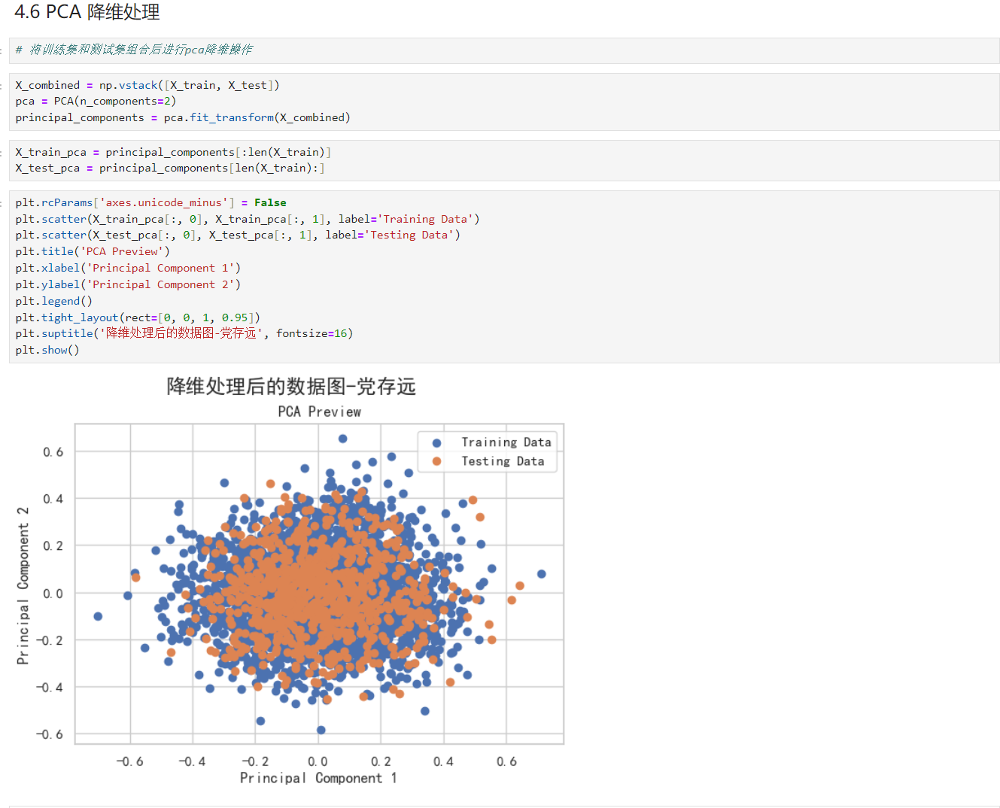 4.6 PCA 降维处理
# 将训练集和测试集组合后进行pca降维操作
X_combined = np.vstack([X_train, X_test])
pca = PCA(n_components=2)
principal_components = pca.fit_transform(X_combined)
X_train_pca = principal_components[:len(X_train)]
X_test_pca = principal_components[len(X_train):]
plt.rcParams['axes.unicode_minus'] = False
plt.scatter(X_train_pca[:, 0], X_train_pca[:, 1], label='Training Data')
plt.scatter(X_test_pca[:, 0], X_test_pca[:, 1], label='Testing Data')
plt.title('PCA Preview')
plt.xlabel('Principal Component 1')
plt.ylabel('Principal Component 2')
plt.legend()
plt.tight_layout(rect=[0, 0, 1, 0.95])
plt.suptitle('降维处理后的数据图-党存远', fontsize=16)
plt.show()
降维处理后的数据图-党存远
PCA Preview
Training Data
Testing Data
Principal Component 2
0.6
0.4
0.2
0.0
-0.2
-0.4
-0.6
-0.6 -0.4 -0.2 0.0 0.2 0.4 0.6
Principal Component 1